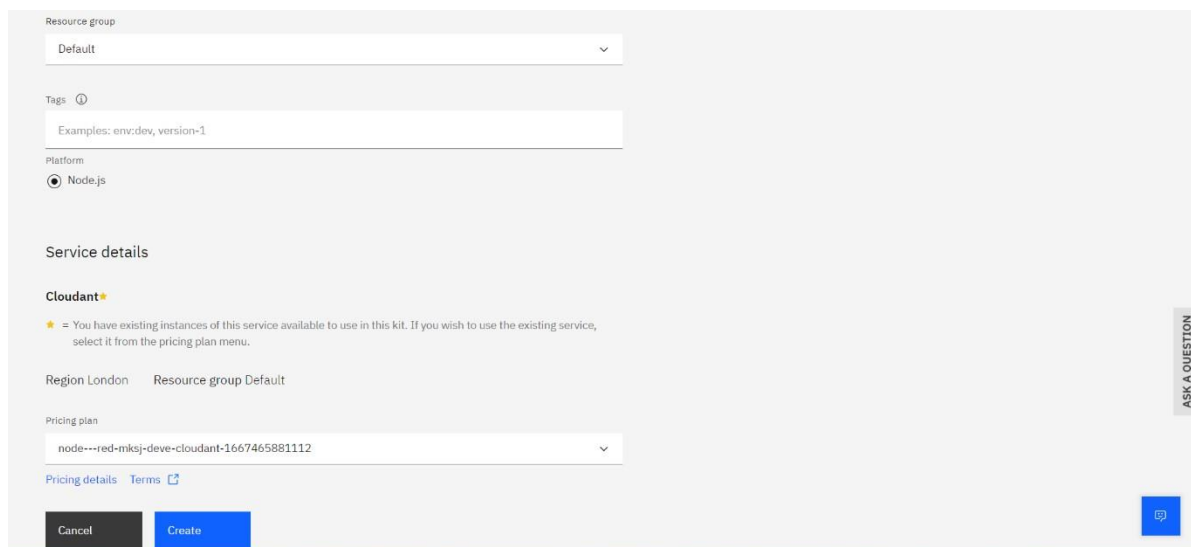 Resource group
Default
Tags
Examples: env:dev, version-1
Platform
Node.js
Service details
Cloudant
= You have existing instances of this service available to use in this kit. If you wish to use the existing service,
select it from the pricing plan menu.
Region London Resource group Default
Pricing plan
node---red-mksj-deve-cloudant-1667465881112
Pricing details Terms
Cancel Create
ASK A QUESTION